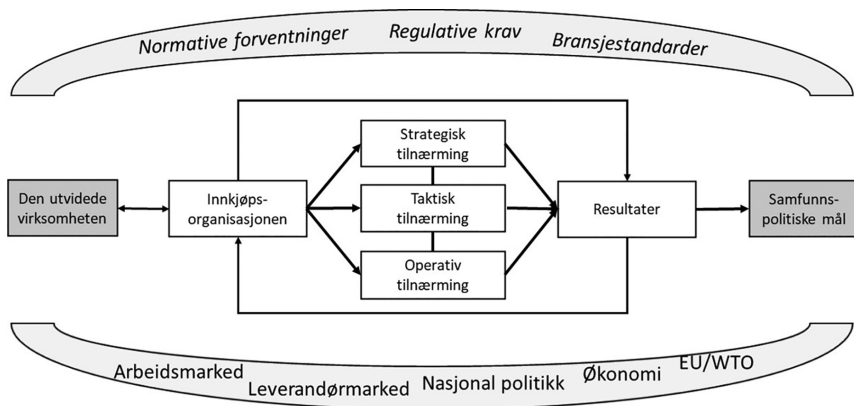 Normative forventninger
Regulative krav
Bransjestandarder
Strategisk
tilnærming
Den utvidede
virksomheten
Innkjøps-
organisasjonen
Taktisk
tilnærming
Resultater
Samfunns-
politiske mål
Operativ
tilnærming
Arbeidsmarked
Leverandørmarked
Nasjonal politikk
Økonomi
EU/WTO